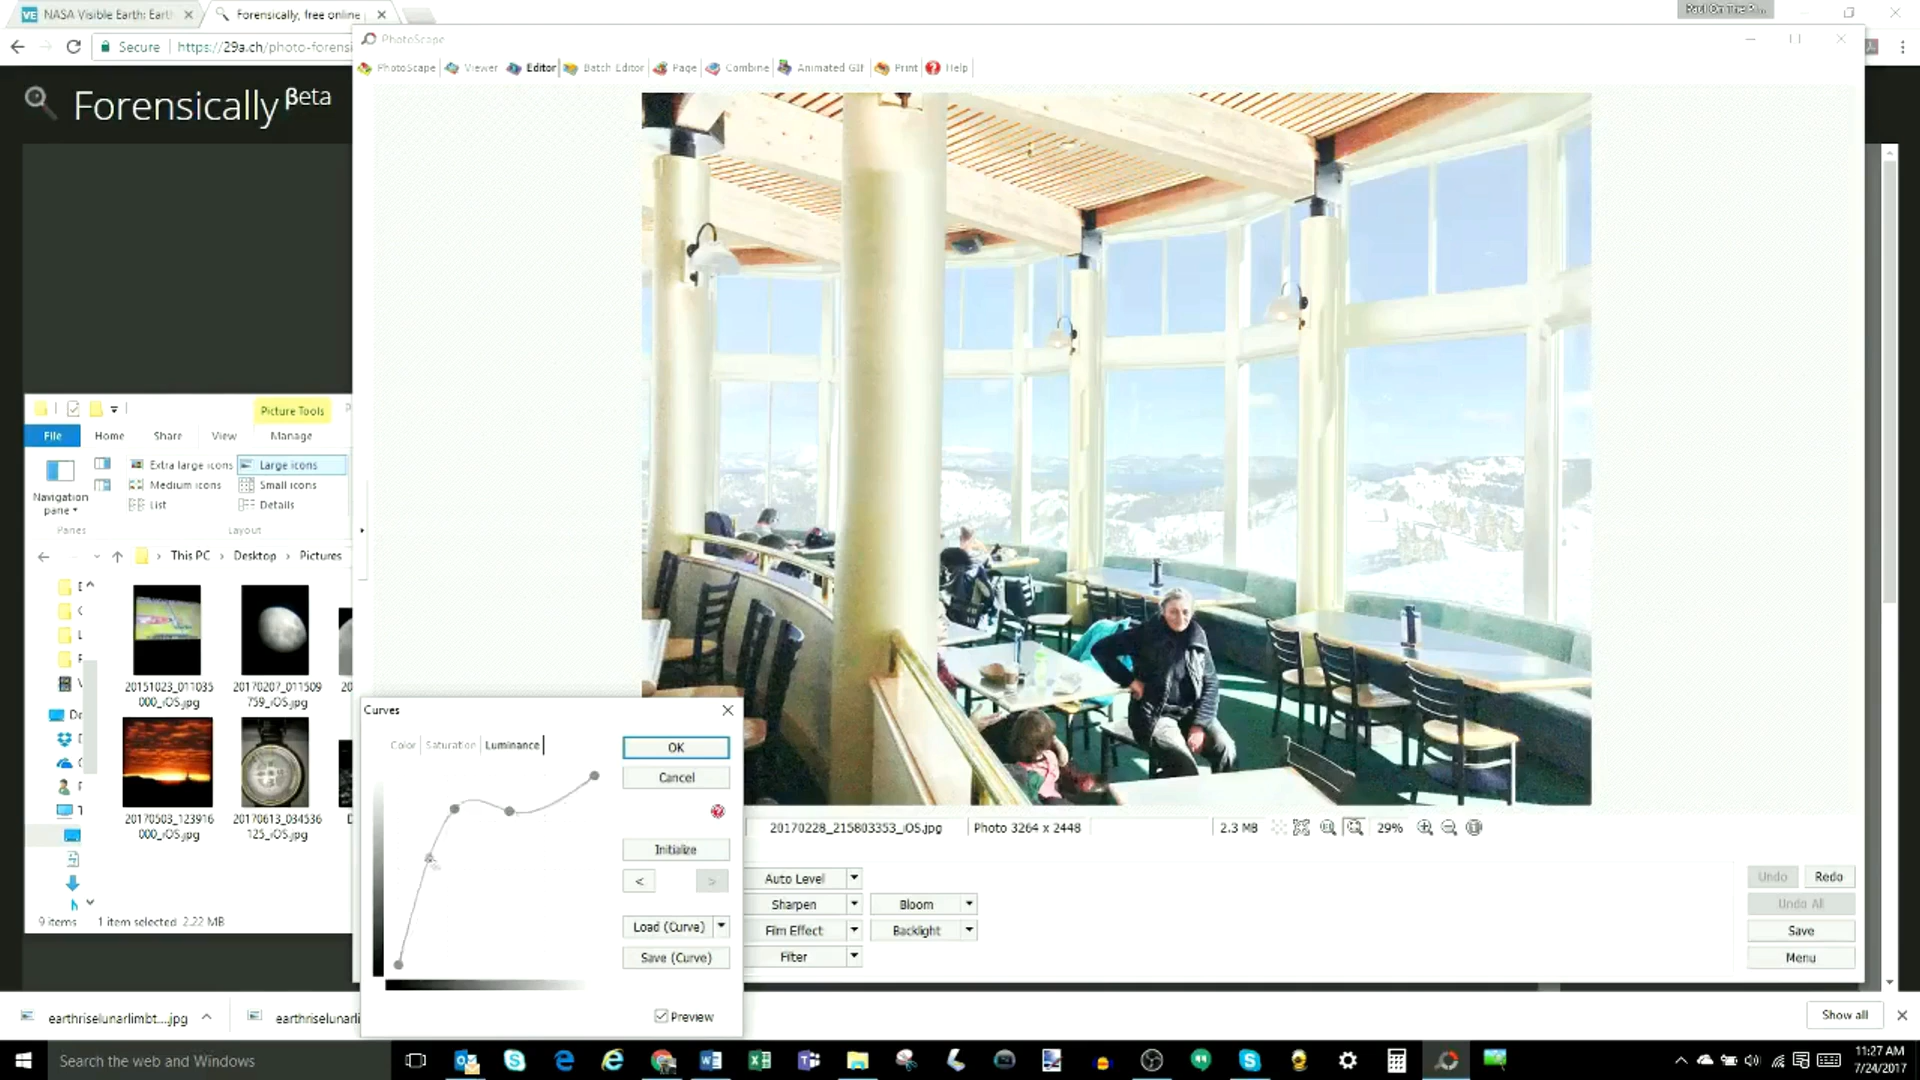 NASA Visible Earth: Eart
Forensically, free online
Secure
https://29a.ch/photo-forensi
Forensically βeta
PhotoScape
PhotoScape
Viewer
Editor
Batch Editor
Page
Combine
Animated GIF
Print
Help
Picture Tools
File
Home
Share
View
Manage
Extra large icons
Large icons
Medium icons
Small icons
List
Details
Navigation
pane
Panes
Layout
This PC
Desktop
Pictures
20151023_011035
000_iOS.jpg
20170207_011509
759_iOS.jpg
20170503_123916
000_iOS.jpg
20170613_034536
125_iOS.jpg
9 items
1 item selected 2.22 MB
Curves
Color
Saturation
Luminance
OK
Cancel
Initialize
<
>
Load (Curve)
Save (Curve)
Preview
20170228_215803353_iOS.jpg
Photo 3264 x 2448
2.3 MB
29%
Auto Level
Sharpen
Bloom
Film Effect
Backlight
Filter
Undo
Redo
Undo All
Save
Menu
earthriselunarlimbt....jpg
earthriselunarli
Show all
Search the web and Windows
11:27 AM
7/24/2017